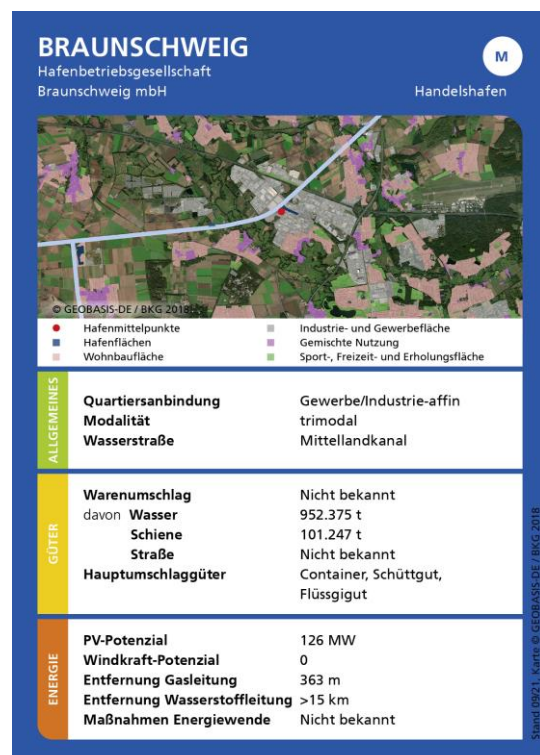 BRAUNSCHWEIG
Hafenbetriebsgesellschaft
Braunschweig mbH
M
Handelshafen
© GEOBASIS-DE / BKG 2018
Hafenmittelpunkte
Hafenflächen
Wohnbaufläche
Industrie- und Gewerbefläche
Gemischte Nutzung
Sport-, Freizeit- und Erholungsfläche
ALLGEMEINES
Quartiersanbindung Gewerbe/Industrie-affin
Modalität trimodal
Wasserstraße Mittellandkanal
GÜTER
Warenumschlag Nicht bekannt
davon Wasser 952.375 t
Schiene 101.247 t
Straße Nicht bekannt
Hauptumschlaggüter Container, Schüttgut,
Flüssgigut
ENERGIE
PV-Potenzial 126 MW
Windkraft-Potenzial 0
Entfernung Gasleitung 363 m
Entfernung Wasserstoffleitung >15 km
Maßnahmen Energiewende Nicht bekannt
Stand 09/21, Karte © GEOBASIS-DE / BKG 2018